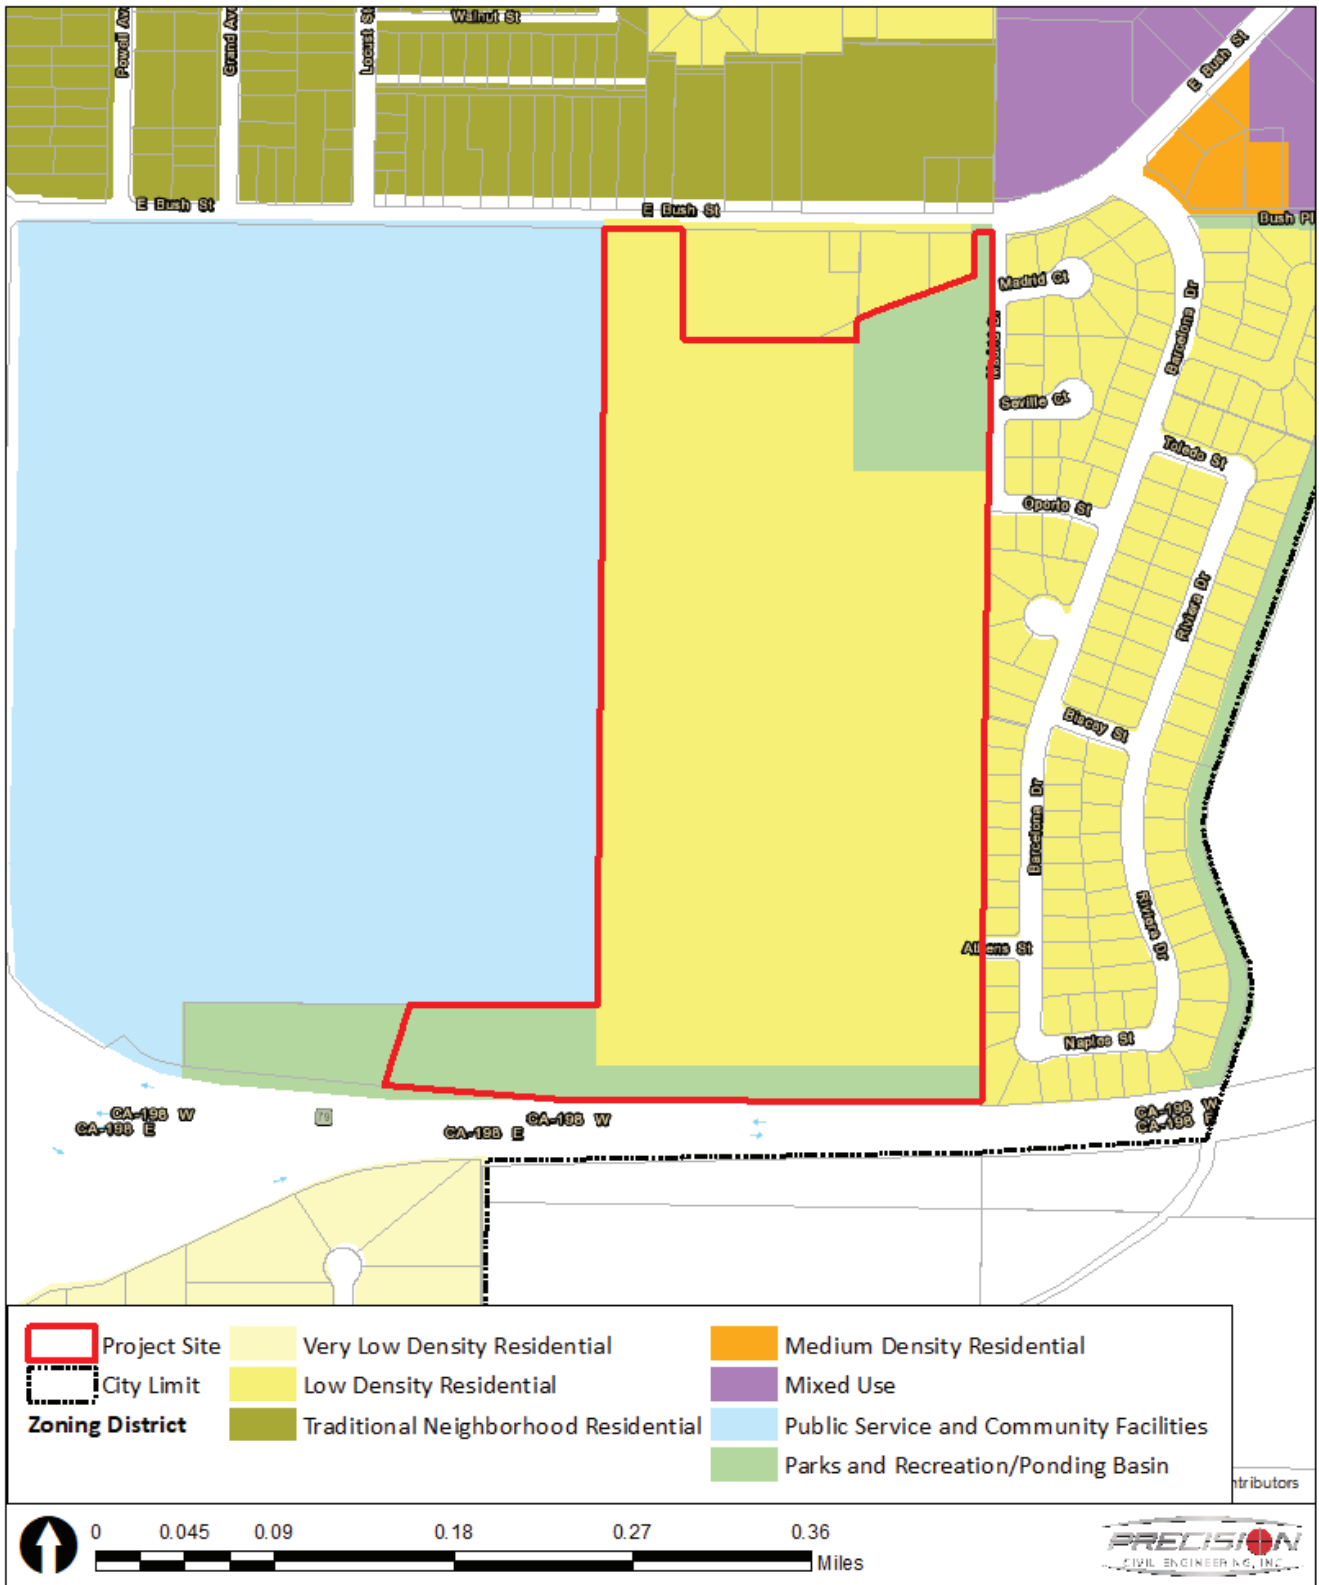 Walnut St
Powell Av
Grand Av
Locust St
E Bush St
E Bush St
E Bush St
Bush Pl
Madrid Ct
Barcelona Dr
Seville Ct
Toledo St
Oporto St
Riviera Dr
Biscay St
Barcelona Dr
Riviera Dr
Athens St
Naples St
CA-198 W
CA-198 E
CA-198 W
CA-198 E
CA-198 W
CA-198 E
Project Site
City Limit
Zoning District
Very Low Density Residential
Low Density Residential
Traditional Neighborhood Residential
Medium Density Residential
Mixed Use
Public Service and Community Facilities
Parks and Recreation/Ponding Basin
ntributors
0 0.045 0.09 0.18 0.27 0.36
Miles
PRECISION
CIVIL ENGINEERING, INC.